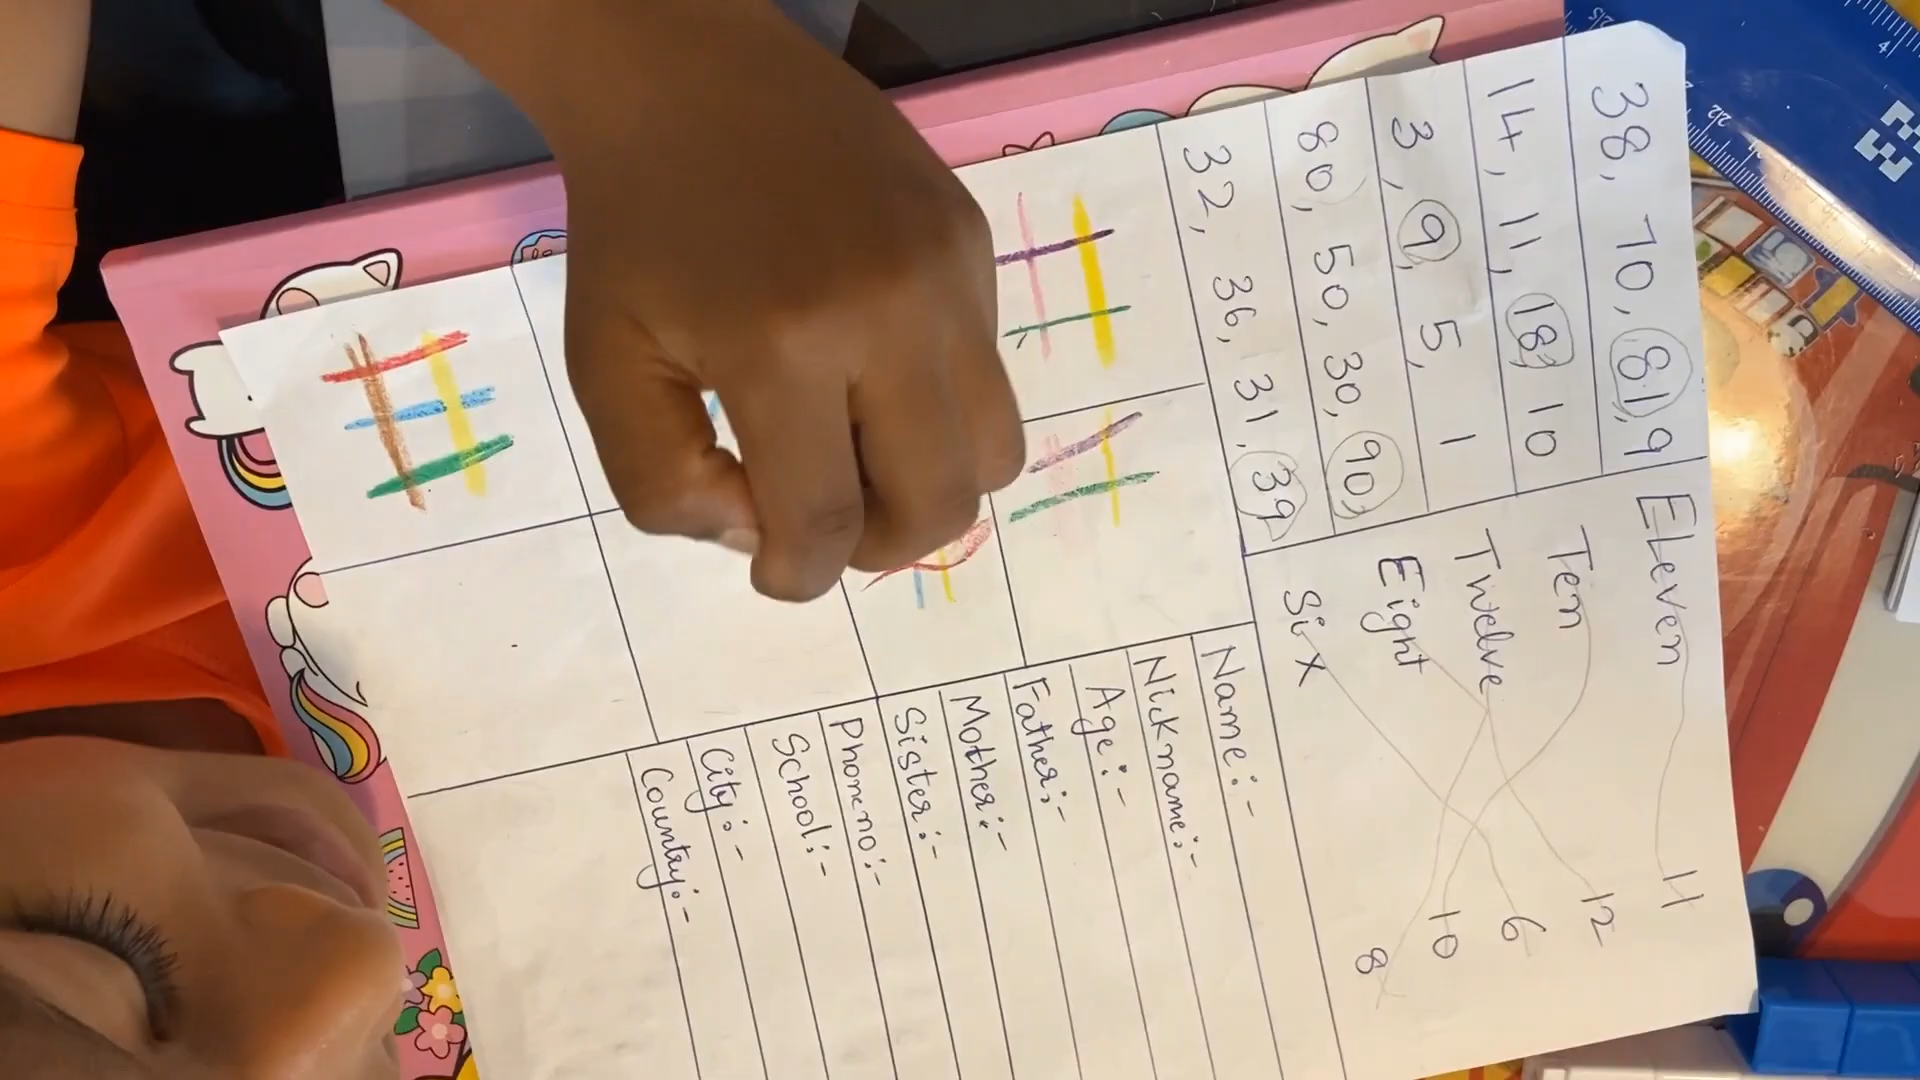 38, 70, 81, 9
14, 11, 18, 10
3, 9, 5, 1
80, 50, 30, 90,
32, 36, 31, 39
ELeven 11
Ten 12
Twelve 6
Eight 10
Six 8
Name:-
Nickname:-
Age:-
Father:-
Mother:-
Sister:-
Phone no:-
School:-
City:-
Country:-